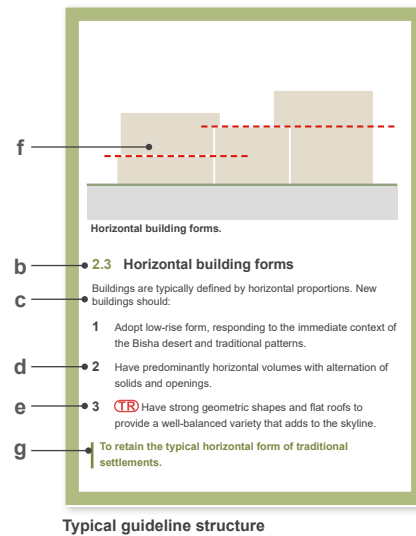 f
Horizontal building forms.
b
2.3 Horizontal building forms
c
Buildings are typically defined by horizontal proportions. New
buildings should:
1 Adopt low-rise form, responding to the immediate context of
the Bisha desert and traditional patterns.
d
2 Have predominantly horizontal volumes with alternation of
solids and openings.
e
3 TR Have strong geometric shapes and flat roofs to
provide a well-balanced variety that adds to the skyline.
g
To retain the typical horizontal form of traditional
settlements.
Typical guideline structure